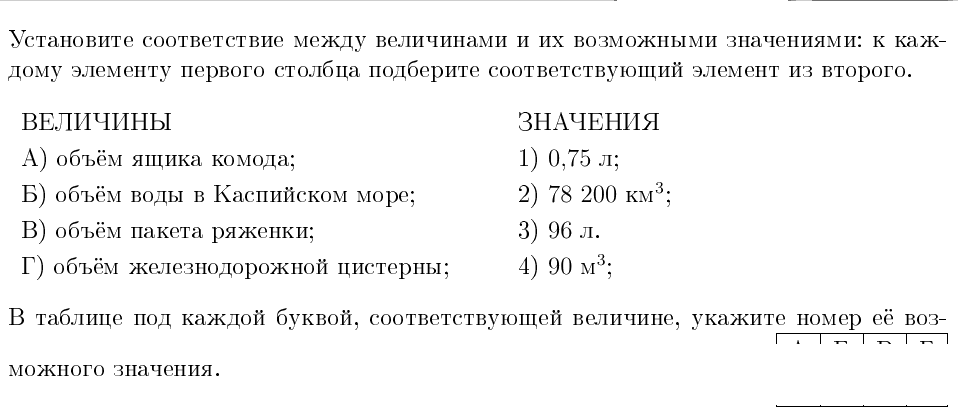 Установите соответствие между величинами и их возможными значениями: к каж-
дому элементу первого столбца подберите соответствующий элемент из второго.
ВЕЛИЧИНЫ ЗНАЧЕНИЯ
А) объём ящика комода; 1) 0,75 л;
Б) объём воды в Каспийском море; 2) 78 200 км³;
В) объём пакета ряженки; 3) 96 л.
Г) объём железнодорожной цистерны; 4) 90 м³;
В таблице под каждой буквой, соответствующей величине, укажите номер её воз-
можного значения.